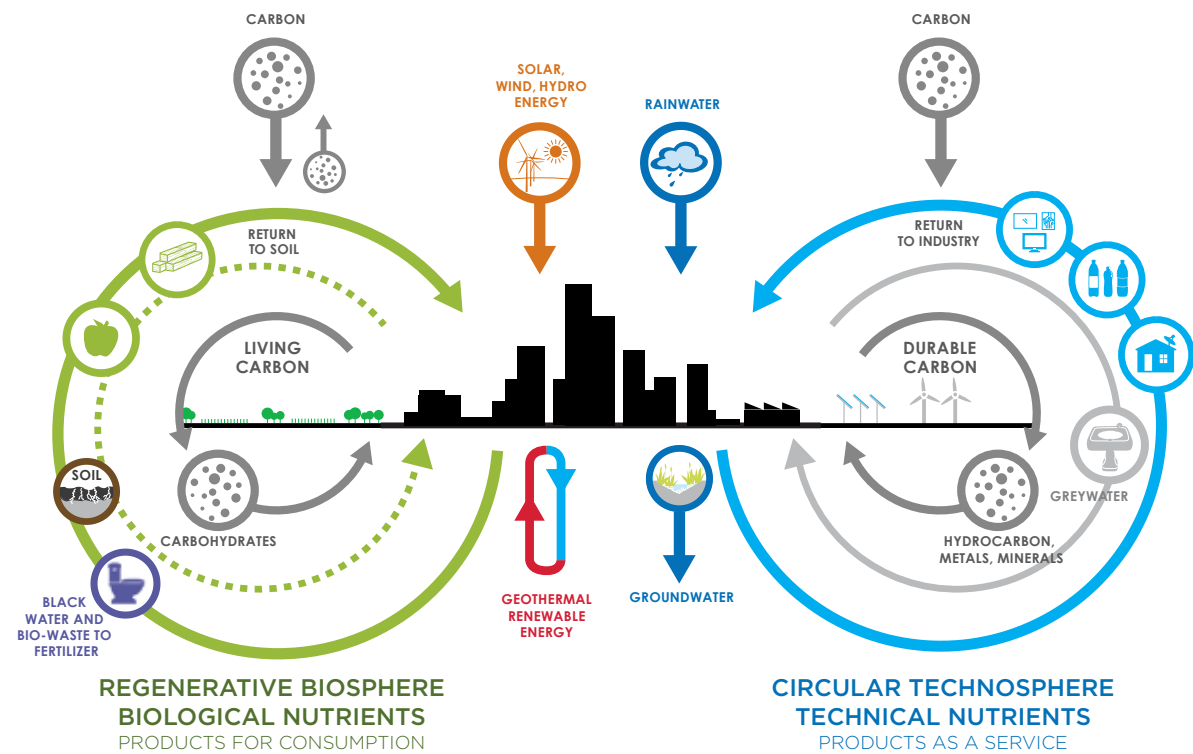 CARBON
SOLAR,
WIND, HYDRO
ENERGY
RAINWATER
CARBON
RETURN
TO SOIL
RETURN
TO INDUSTRY
LIVING
CARBON
DURABLE
CARBON
SOIL
CARBOHYDRATES
GREYWATER
HYDROCARBON,
METALS, MINERALS
BLACK
WATER AND
BIO-WASTE TO
FERTILIZER
GEOTHERMAL
RENEWABLE
ENERGY
GROUNDWATER
REGENERATIVE BIOSPHERE
BIOLOGICAL NUTRIENTS
PRODUCTS FOR CONSUMPTION
CIRCULAR TECHNOSPHERE
TECHNICAL NUTRIENTS
PRODUCTS AS A SERVICE